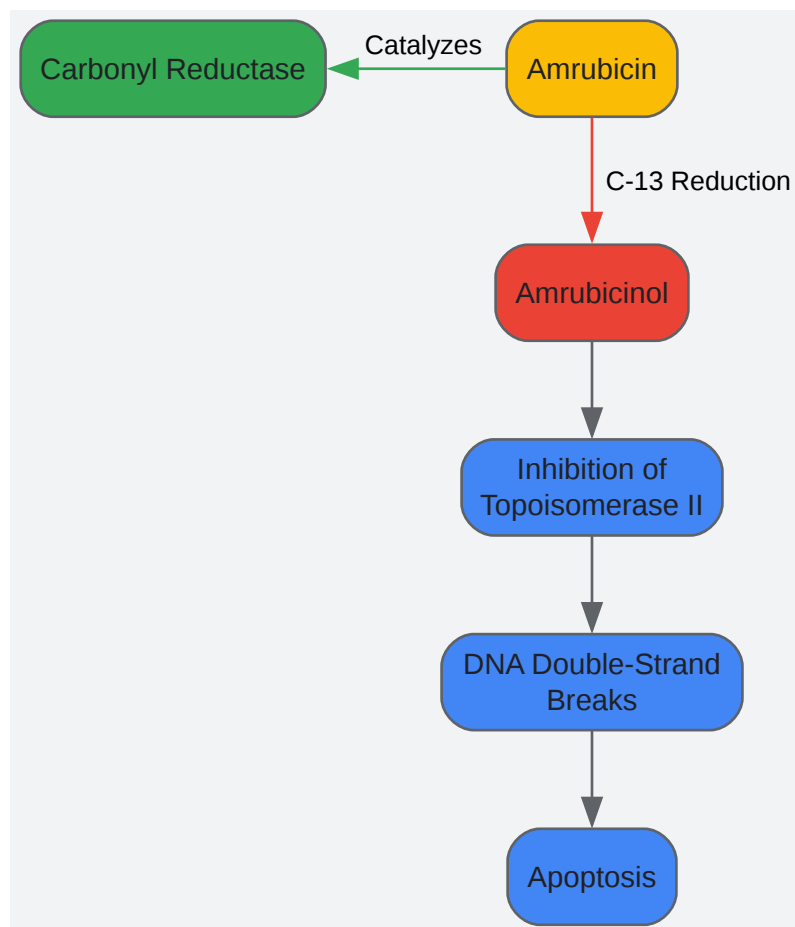 Carbonyl Reductase
Catalyzes
Amrubicin
C-13 Reduction
Amrubicinol
Inhibition of
Topoisomerase II
DNA Double-Strand
Breaks
Apoptosis